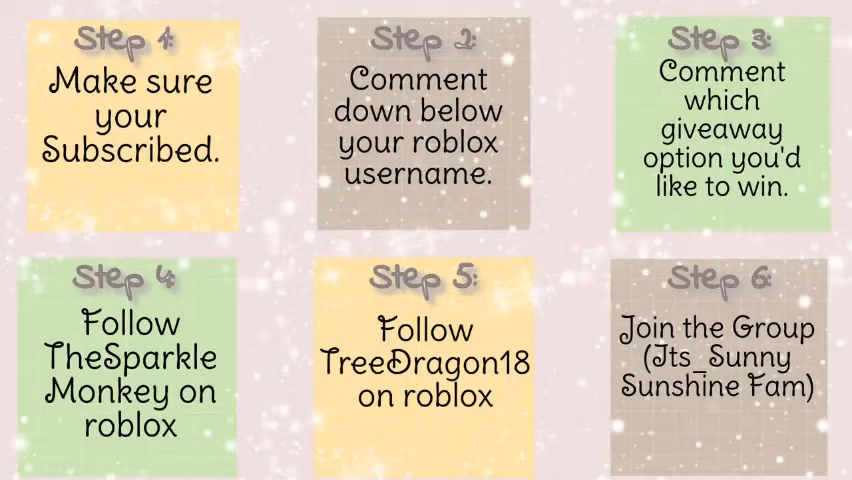 Step 1:
Make sure
your
Subscribed.
Step 2:
Comment
down below
your roblox
username.
Step 3:
Comment
which
giveaway
option you'd
like to win.
Step 4:
Follow
TheSparkle
Monkey on
roblox
Step 5:
Follow
TreeDragon18
on roblox
Step 6:
Join the Group
(Its_Sunny
Sunshine Fam)